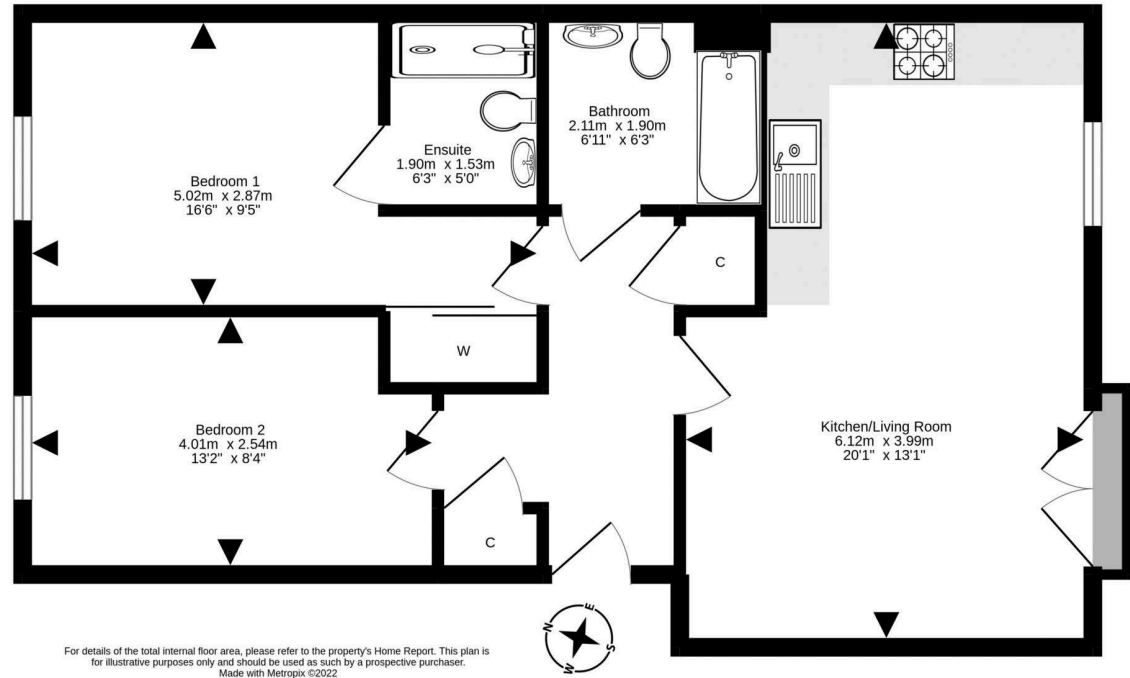 Bedroom 1
5.02m x 2.87m
16'6" x 9'5"
Ensuite
1.90m x 1.53m
6'3" x 5'0"
Bathroom
2.11m x 1.90m
6'11" x 6'3"
C
W
Bedroom 2
4.01m x 2.54m
13'2" x 8'4"
Kitchen/Living Room
6.12m x 3.99m
20'1" x 13'1"
C
N
E
S
W
For details of the total internal floor area, please refer to the property's Home Report. This plan is
for illustrative purposes only and should be used as such by a prospective purchaser.
Made with Metropix ©2022